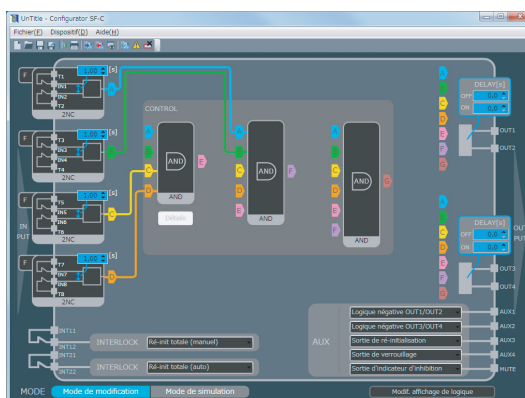 UnTitle - Configurator SF-C
Fichier(F) Dispositif(D) Aide(H)
F T1 1.00 [s]
IN1 A
IN2
T2
2NC
F T3 1.00 [s]
IN3
IN4
T4
2NC
F T5 1.00 [s]
IN5
IN6
T6
2NC
F T7 1.00 [s]
IN7
IN8
T8
2NC
IN PUT
CONTROL
A B C D AND E
AND
Détails
A B C D E AND F
AND
A B C D E F AND G
AND
A B C D E F G
DELAY[s]
OFF 0.0
ON 0.0
OUT1
OUT2
A B C D E F G
DELAY[s]
OFF 0.0
ON 0.0
OUT3
OUT4
OUT PUT
INT11
INT12
INTERLOCK Ré-init totale (manuel)
INT21
INT22
INTERLOCK Ré-init totale (auto)
AUX
Logique négative OUT1/OUT2 AUX1
Logique négative OUT3/OUT4 AUX2
Sortie de ré-initialisation AUX3
Sortie de verrouillage AUX4
Sortie d'indicateur d'inhibition MUTE
MODE Mode de modification Mode de simulation Modif. affichage de logique